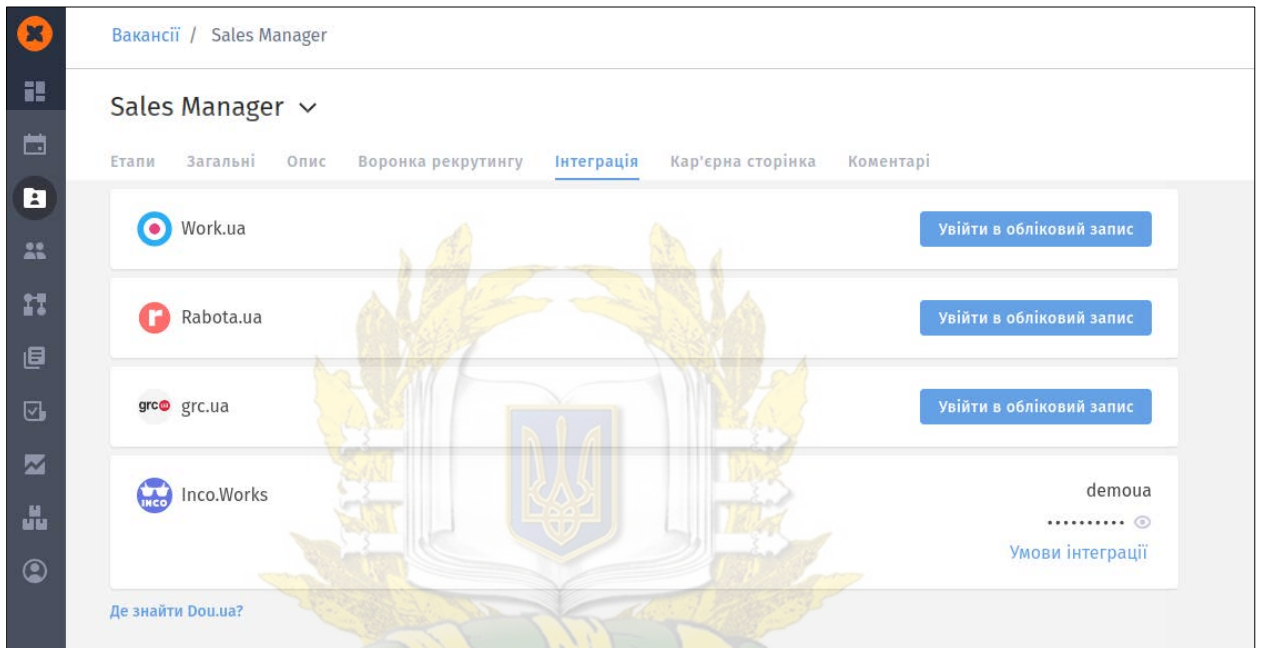 Вакансії / Sales Manager
Sales Manager
Етапи Загальні Опис Воронка рекрутингу Інтеграція Кар'єрна сторінка Коментарі
Work.ua Увійти в обліковий запис
r Rabota.ua Увійти в обліковий запис
grc ua grc.ua Увійти в обліковий запис
INCO Inco.Works demoua
••••••••••
Умови інтеграції
Де знайти Dou.ua?